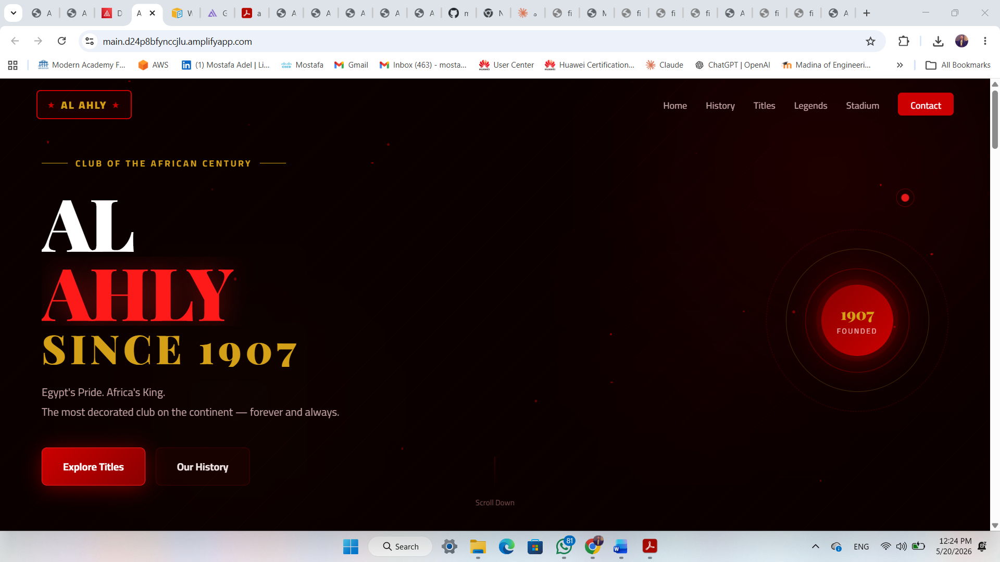 A
A
D
A
W
G
a
A
A
A
A
A
n
N
fi
M
fi
fi
fi
A
fi
fi
A
main.d24p8bfynccjlu.amplifyapp.com
Modern Academy F...
AWS
(1) Mostafa Adel | Li...
Mostafa
Gmail
Inbox (463) - mosta...
User Center
Huawei Certification...
Claude
ChatGPT | OpenAI
Madina of Engineeri...
All Bookmarks
★ AL AHLY ★
Home
History
Titles
Legends
Stadium
Contact
CLUB OF THE AFRICAN CENTURY
AL
AHLY
SINCE 1907
1907
FOUNDED
Egypt's Pride. Africa's King.
The most decorated club on the continent — forever and always.
Explore Titles
Our History
Scroll Down
Search
81
ENG
12:24 PM
5/20/2026